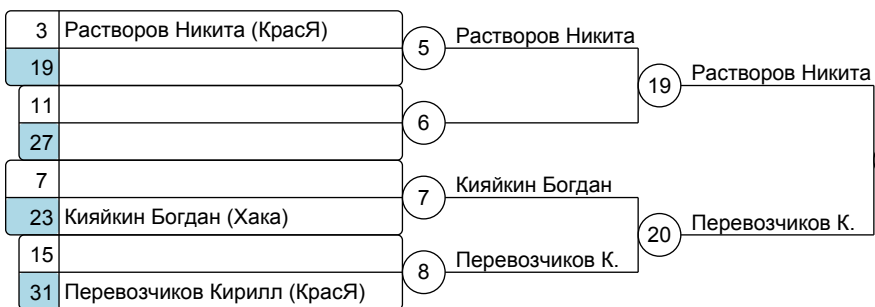 3 Растворов Никита (КрасЯ)
19
11
27
7
23 Кияйкин Богдан (Хака)
15
31 Перевозчиков Кирилл (КрасЯ)
5 Растворов Никита
6
7 Кияйкин Богдан
8 Перевозчиков К.
19 Растворов Никита
20 Перевозчиков К.